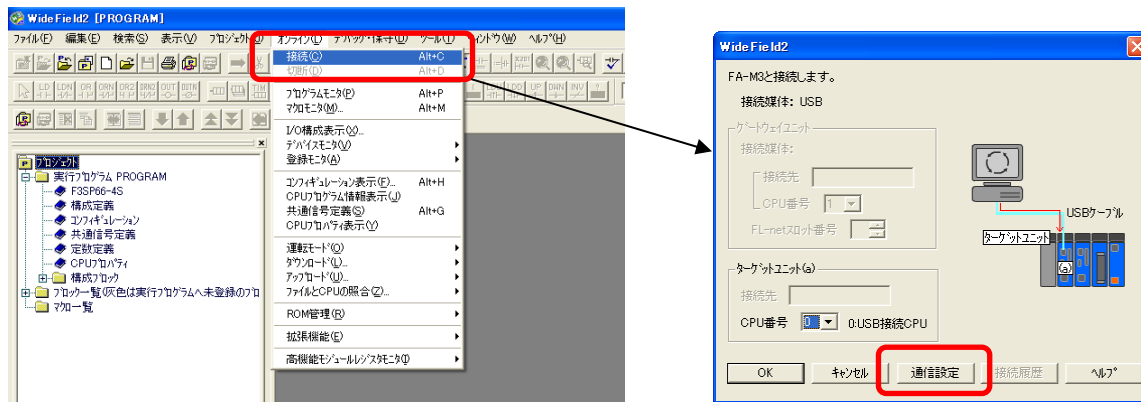 WideField2 [PROGRAM]
ファイル(F) 編集(E) 検索(S) 表示(V) プロジェクト(J) オンライン(L) デバッグ・保守(D) ツール(T) ウィンドウ(W) ヘルプ(H)
接続(C) Alt+C
切断(D) Alt+D
プログラムモニタ(P) Alt+P
マクロモニタ(M)... Alt+M
I/O構成表示(X)...
デバイスモニタ(V)
登録モニタ(A)
コンフィギュレーション表示(F)... Alt+H
CPUプログラム情報表示(J)
共通信号定義(S) Alt+G
CPUプロパティ表示(Y)
運転モード(O)
ダウンロード(L)...
アップロード(U)...
ファイルとCPUの照合(Z)...
ROM管理(R)
拡張機能(E)
高機能モジュールレジスタモニタ(I)
LD LDN OR ORN OR2 ORN2 OUT OUTN TIM
UP DWN INV
プロジェクト
実行プログラム PROGRAM
F3SP66-4S
構成定義
コンフィギュレーション
共通信号定義
定数定義
CPUプロパティ
構成ブロック
ブロック一覧(灰色は実行プログラムへ未登録のブロ
マクロ一覧
WideField2
FA-M3と接続します。
接続媒体: USB
ゲートウェイユニット
接続媒体:
接続先
CPU番号 1
FL-netスロット番号
USBケーブル
ターゲットユニット
(a)
ターゲットユニット(a)
接続先
CPU番号 0 0:USB接続CPU
OK キャンセル 通信設定 接続履歴 ヘルプ